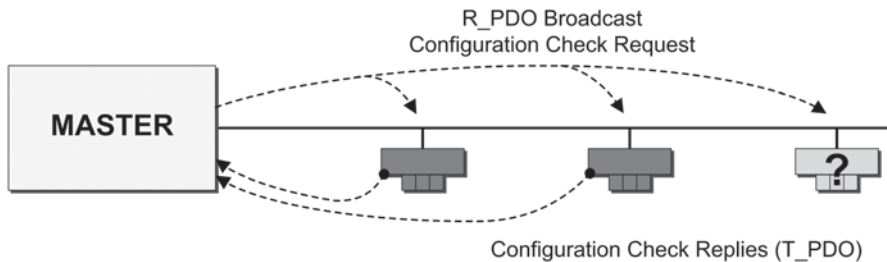 R_PDO Broadcast
Configuration Check Request
MASTER
?
Configuration Check Replies (T_PDO)